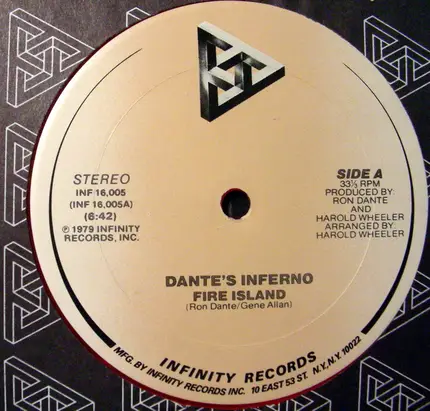 STEREO
INF 16,005
(INF 16,005A)
(6:42)
℗ 1979 INFINITY
RECORDS, INC.
SIDE A
33⅓ RPM
PRODUCED BY:
RON DANTE
AND
HAROLD WHEELER
ARRANGED BY:
HAROLD WHEELER
DANTE'S INFERNO
FIRE ISLAND
(Ron Dante/Gene Allan)
INFINITY RECORDS
MFG. BY INFINITY RECORDS INC. 10 EAST 53 ST. N.Y., N.Y. 10022